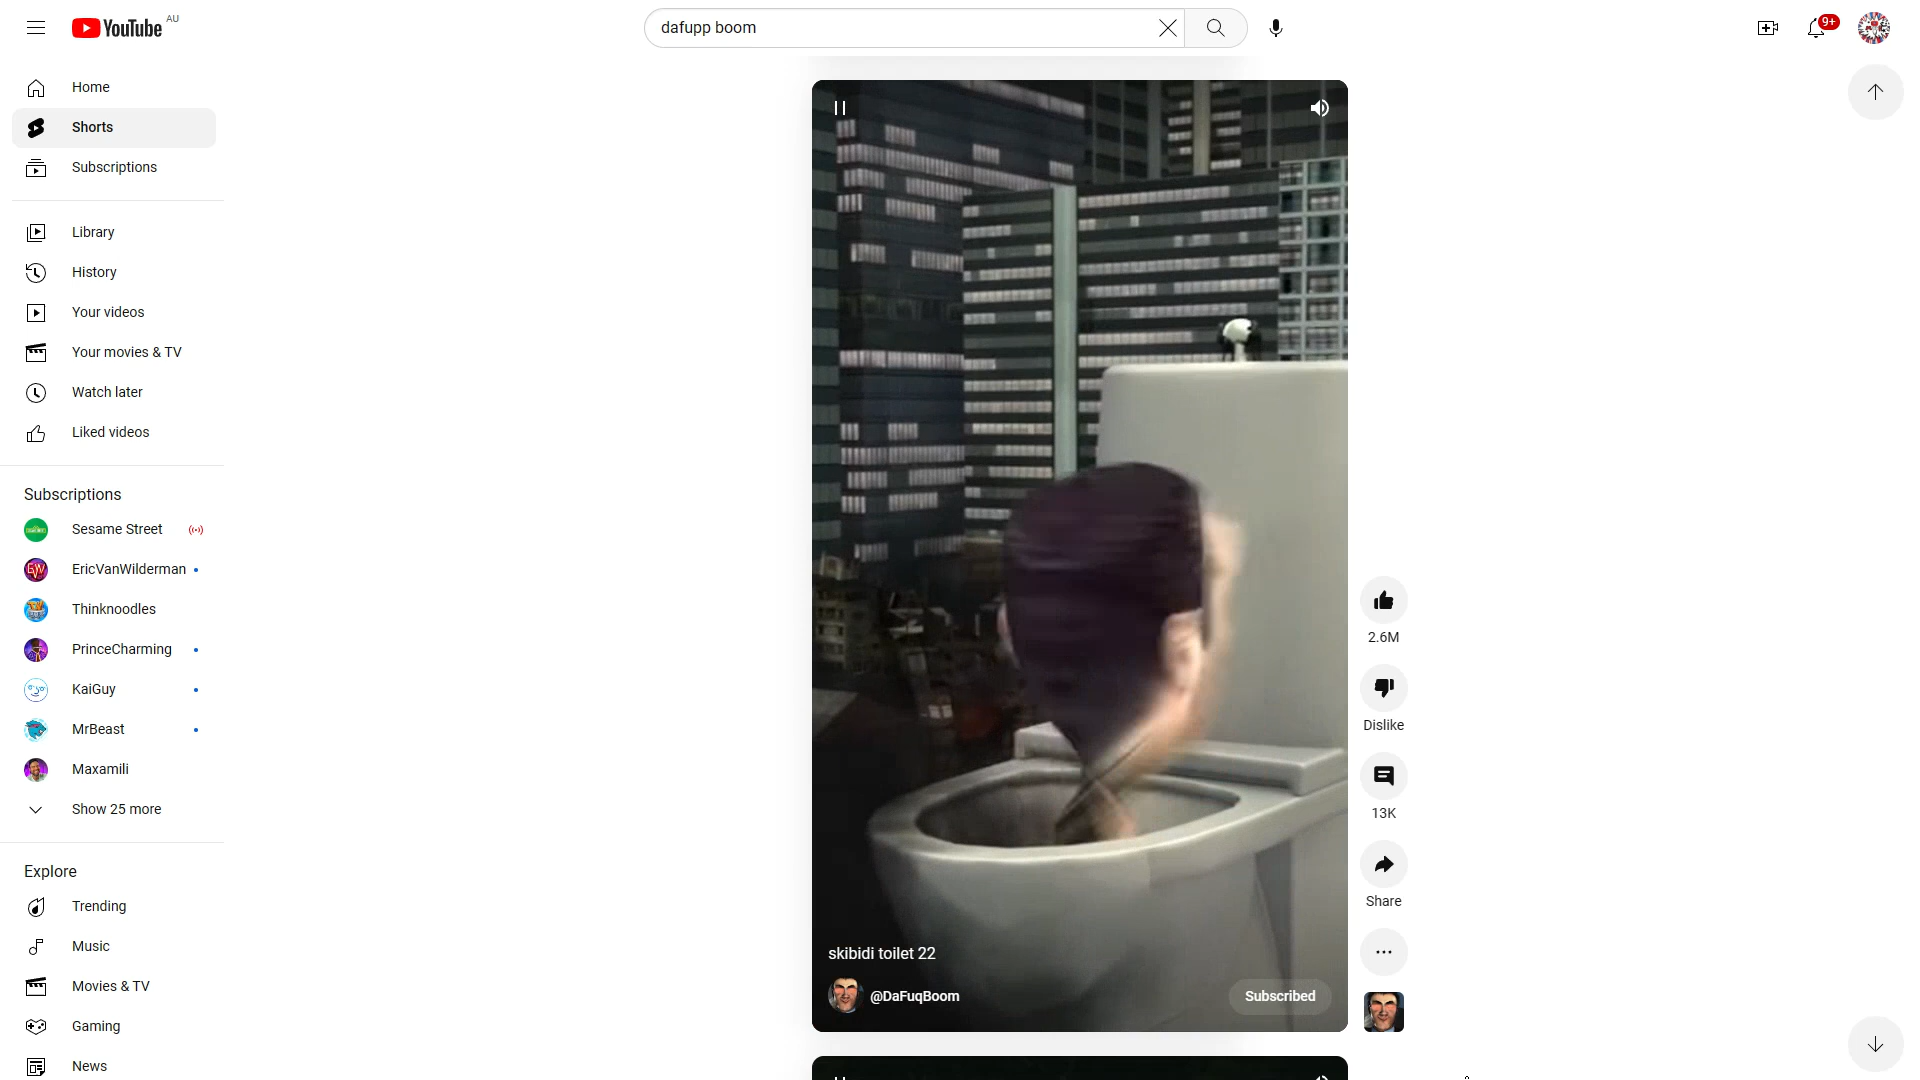 YouTube AU
dafupp boom
9+
Home
Shorts
Subscriptions
Library
History
Your videos
Your movies & TV
Watch later
Liked videos
Subscriptions
Sesame Street
EricVanWilderman
Thinknoodles
PrinceCharming
KaiGuy
MrBeast
Maxamili
Show 25 more
Explore
Trending
Music
Movies & TV
Gaming
News
2.6M
Dislike
13K
Share
skibidi toilet 22
@DaFuqBoom
Subscribed